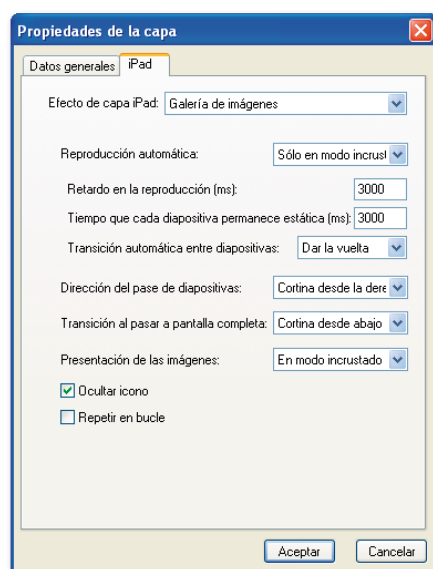 Propiedades de la capa
Datos generales iPad
Efecto de capa iPad: Galería de imágenes
Reproducción automática: Sólo en modo incrust
Retardo en la reproducción (ms): 3000
Tiempo que cada diapositiva permanece estática (ms): 3000
Transición automática entre diapositivas: Dar la vuelta
Dirección del pase de diapositivas: Cortina desde la dere
Transición al pasar a pantalla completa: Cortina desde abajo
Presentación de las imágenes: En modo incrustado
Ocultar icono
Repetir en bucle
Aceptar Cancelar